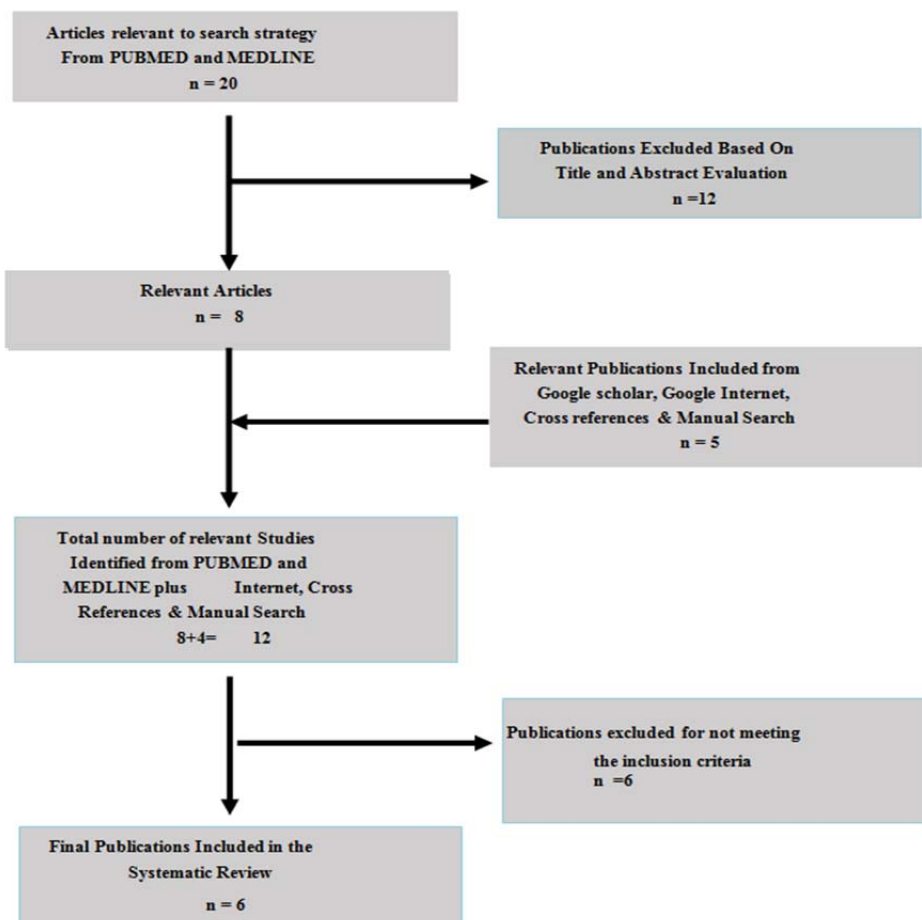 Articles relevant to search strategy
From PUBMED and MEDLINE
n = 20
Publications Excluded Based On
Title and Abstract Evaluation
n =12
Relevant Articles
n = 8
Relevant Publications Included from
Google scholar, Google Internet,
Cross references & Manual Search
n = 5
Total number of relevant Studies
Identified from PUBMED and
MEDLINE plus Internet, Cross
References & Manual Search
8+4= 12
Publications excluded for not meeting
the inclusion criteria
n =6
Final Publications Included in the
Systematic Review
n = 6